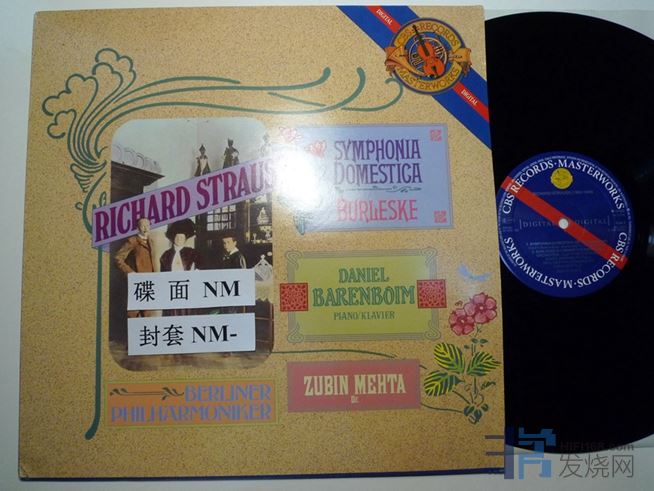 CBS RECORDS
MASTERWORKS
DIGITAL
DIGITAL
RICHARD STRAUS
SYMPHONIA
DOMESTICA
BURLESKE
DANIEL
BARENBOIM
PIANO/KLAVIER
碟 面 NM
封套 NM-
BERLINER
PHILHARMONIKER
ZUBIN MEHTA
Dir.
CBS RECORDS·MASTERWORKS
DIGITAL
DIGITAL
CBS RECORDS·MASTERWORKS
HIFI168.com
发烧网